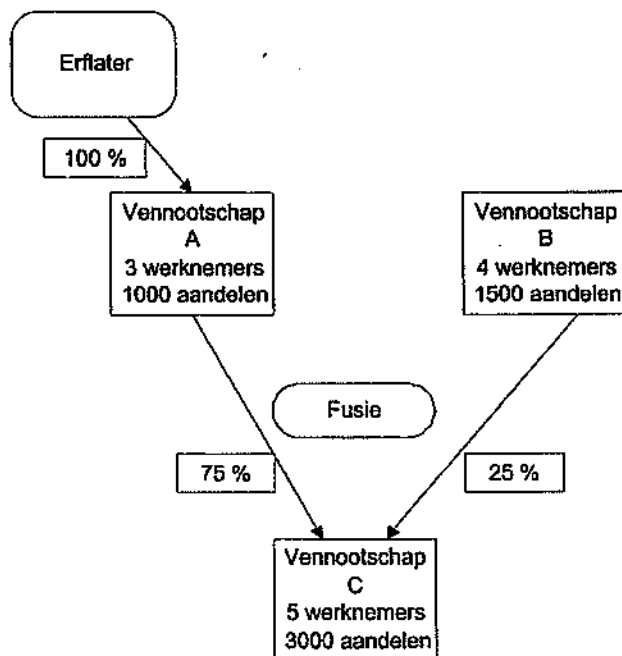 Erflater
100 %
Vennootschap
A
3 werknemers
1000 aandelen
Vennootschap
B
4 werknemers
1500 aandelen
Fusie
75 %
25 %
Vennootschap
C
5 werknemers
3000 aandelen